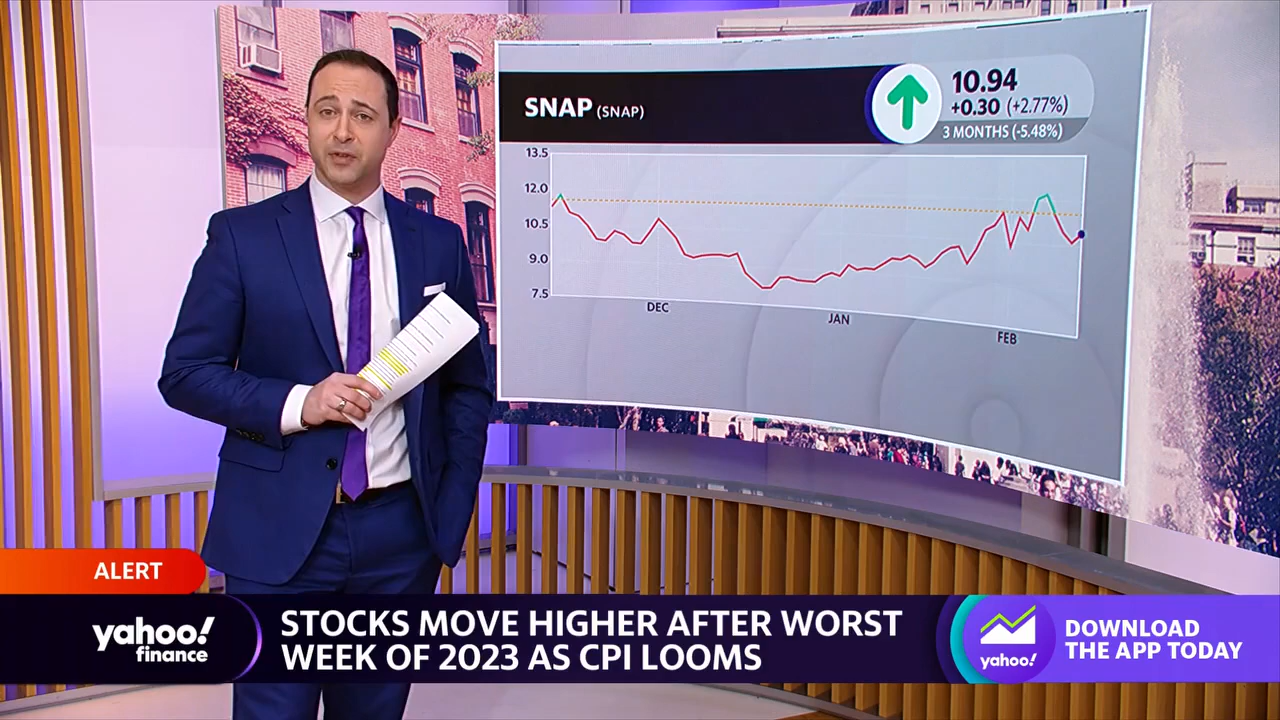 SNAP (SNAP)
10.94
+0.30 (+2.77%)
3 MONTHS (-5.48%)
13.5
12.0
10.5
9.0
7.5
DEC
JAN
FEB
ALERT
yahoo!
finance
STOCKS MOVE HIGHER AFTER WORST
WEEK OF 2023 AS CPI LOOMS
yahoo!
DOWNLOAD
THE APP TODAY